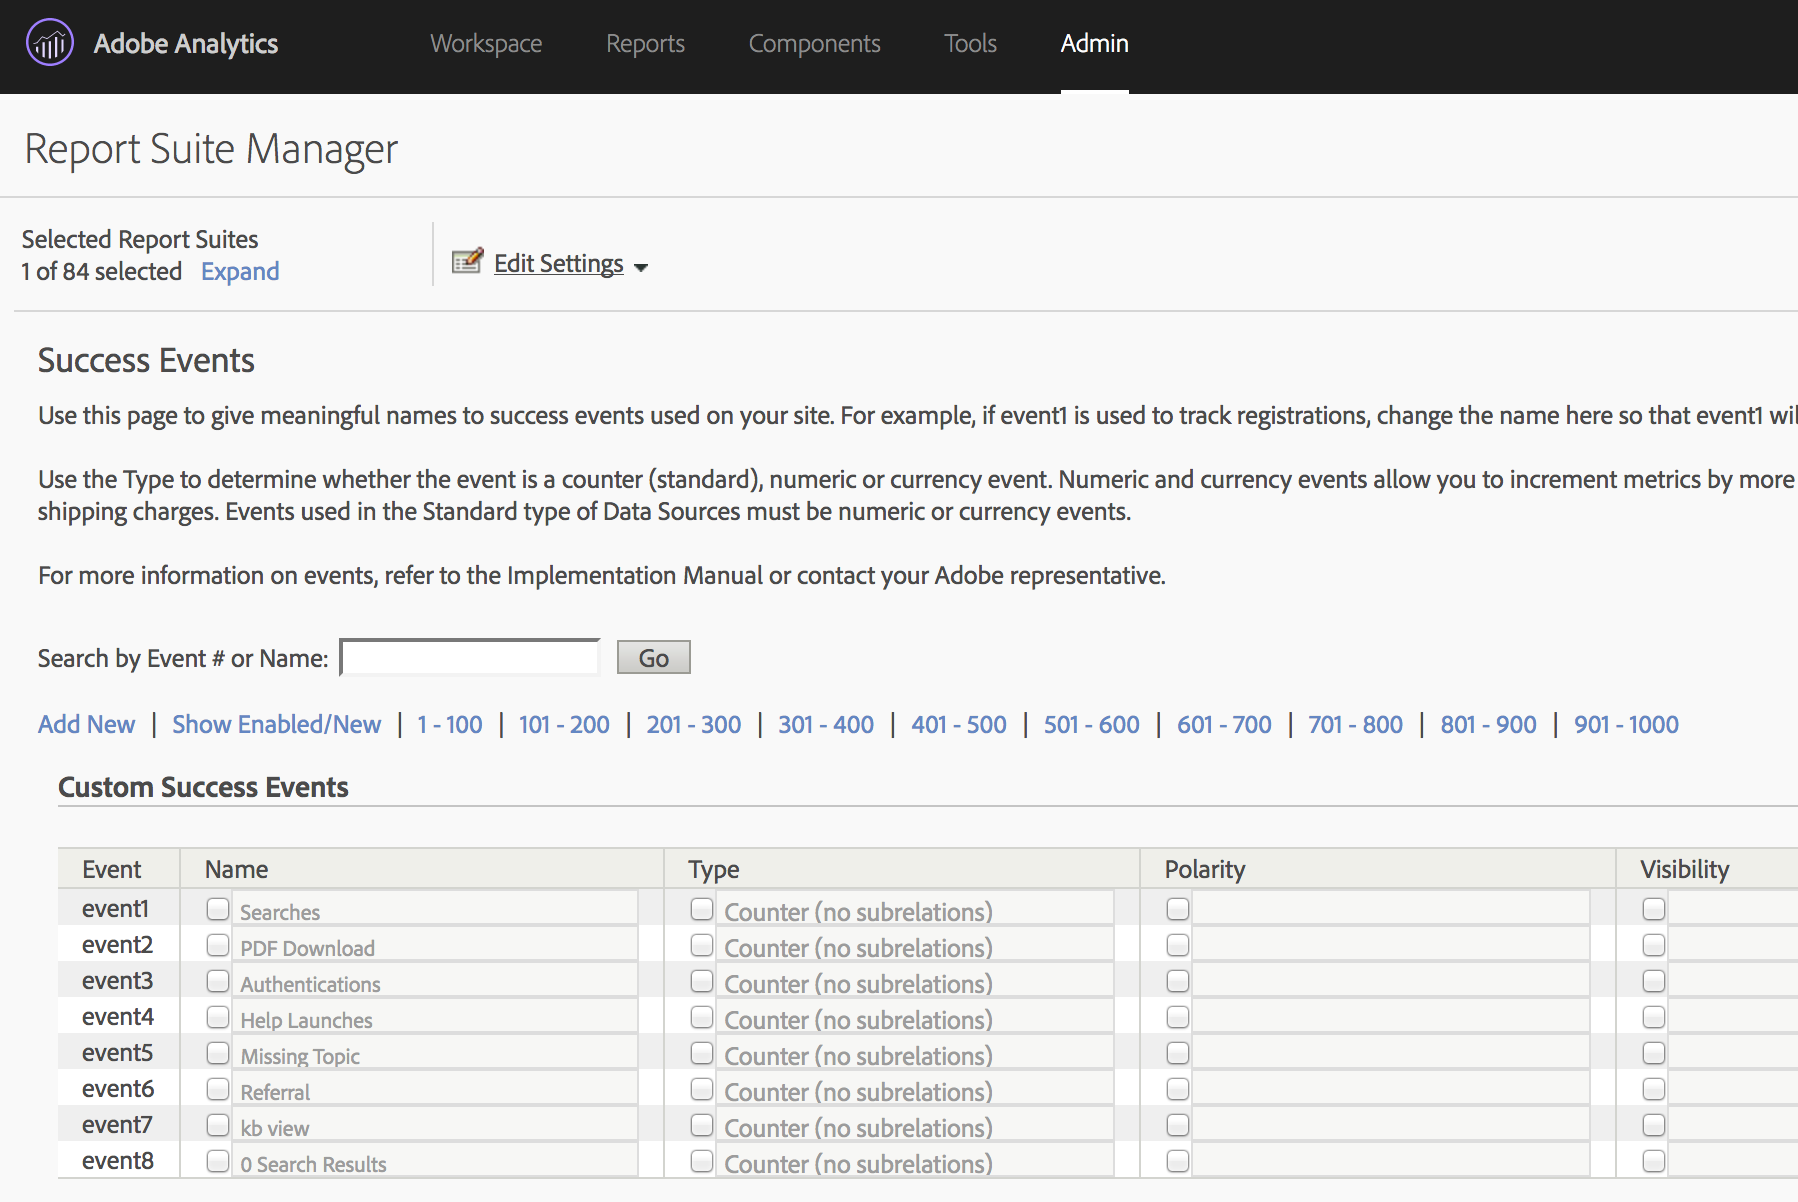 Adobe Analytics Workspace Reports Components Tools Admin
Report Suite Manager
Selected Report Suites
1 of 84 selected Expand
Edit Settings
Success Events
Use this page to give meaningful names to success events used on your site. For example, if event1 is used to track registrations, change the name here so that event1 wil
Use the Type to determine whether the event is a counter (standard), numeric or currency event. Numeric and currency events allow you to increment metrics by more
shipping charges. Events used in the Standard type of Data Sources must be numeric or currency events.
For more information on events, refer to the Implementation Manual or contact your Adobe representative.
Search by Event # or Name: Go
Add New | Show Enabled/New | 1 - 100 | 101 - 200 | 201 - 300 | 301 - 400 | 401 - 500 | 501 - 600 | 601 - 700 | 701 - 800 | 801 - 900 | 901 - 1000
Custom Success Events
Event Name Type Polarity Visibility
event1 Searches Counter (no subrelations)
event2 PDF Download Counter (no subrelations)
event3 Authentications Counter (no subrelations)
event4 Help Launches Counter (no subrelations)
event5 Missing Topic Counter (no subrelations)
event6 Referral Counter (no subrelations)
event7 kb view Counter (no subrelations)
event8 0 Search Results Counter (no subrelations)